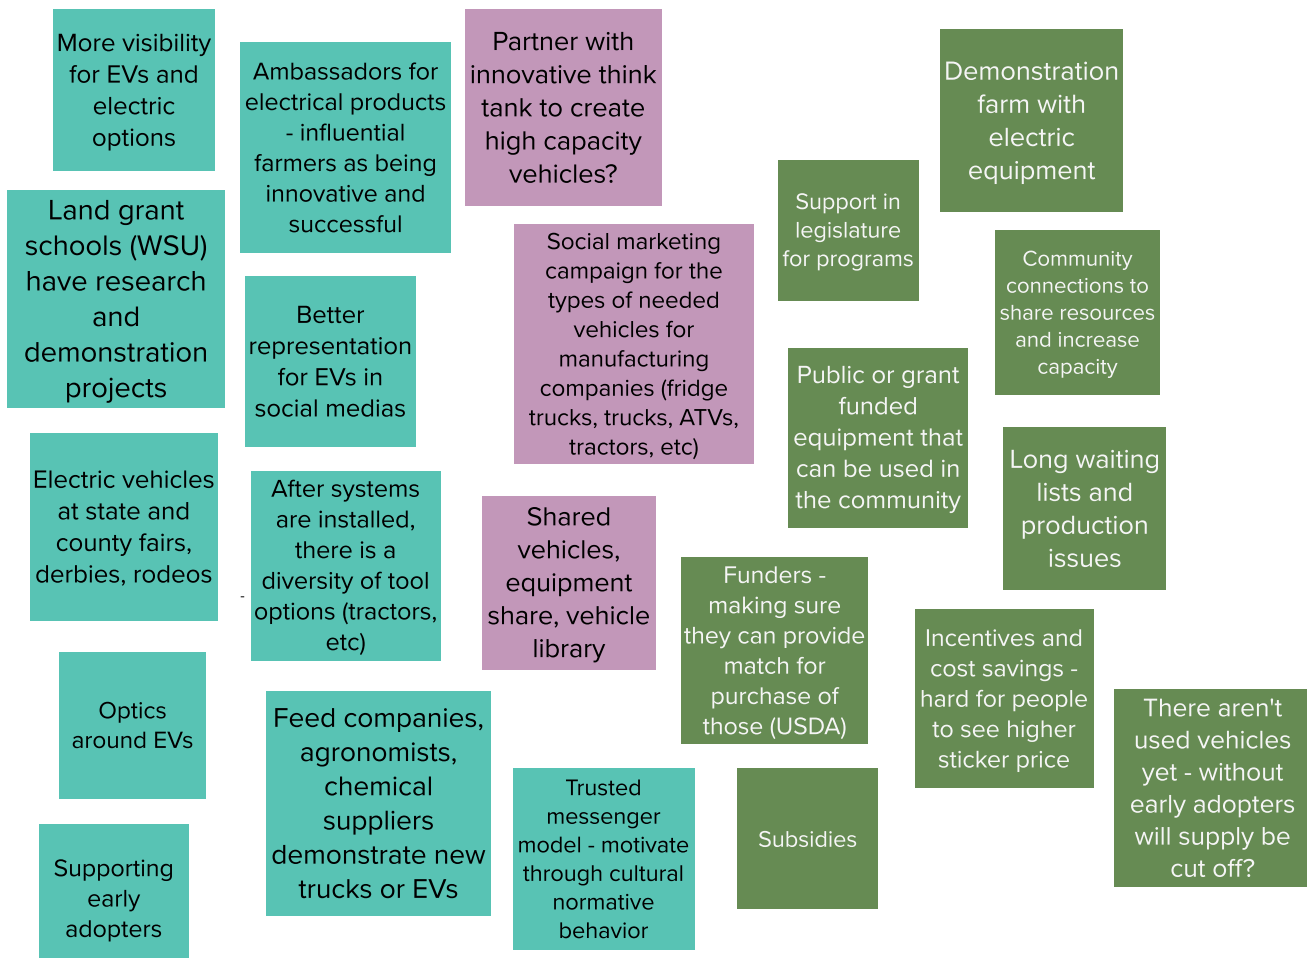 More visibility
for EVs and
electric
options
Ambassadors for
electrical products
- influential
farmers as being
innovative and
successful
Partner with
innovative think
tank to create
high capacity
vehicles?
Demonstration
farm with
electric
equipment
Land grant
schools (WSU)
have research
and
demonstration
projects
Better
representation
for EVs in
social medias
Social marketing
campaign for the
types of needed
vehicles for
manufacturing
companies (fridge
trucks, trucks, ATVs,
tractors, etc)
Support in
legislature
for programs
Community
connections to
share resources
and increase
capacity
Public or grant
funded
equipment that
can be used in
the community
Long waiting
lists and
production
issues
Electric vehicles
at state and
county fairs,
derbies, rodeos
-
After systems
are installed,
there is a
diversity of tool
options (tractors,
etc)
Shared
vehicles,
equipment
share, vehicle
library
Funders -
making sure
they can provide
match for
purchase of
those (USDA)
Incentives and
cost savings -
hard for people
to see higher
sticker price
There aren't
used vehicles
yet - without
early adopters
will supply be
cut off?
Optics
around EVs
Feed companies,
agronomists,
chemical
suppliers
demonstrate new
trucks or EVs
Trusted
messenger
model - motivate
through cultural
normative
behavior
Subsidies
Supporting
early
adopters